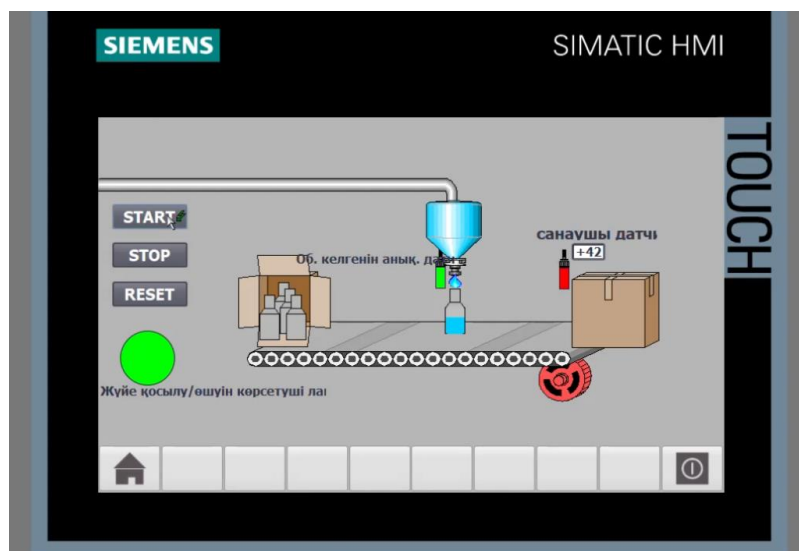 SIEMENS
SIMATIC HMI
TOUCH
START
санаушы датчи
STOP
Об. келгенін анық. да
+42
RESET
Жүйе қосылу/өшуін көрсетуші ла